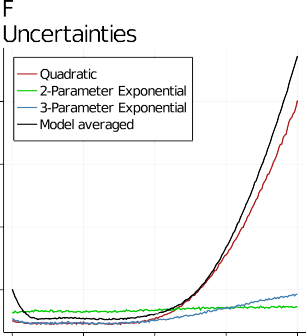 F
Uncertainties
Quadratic
2-Parameter Exponential
3-Parameter Exponential
Model averaged